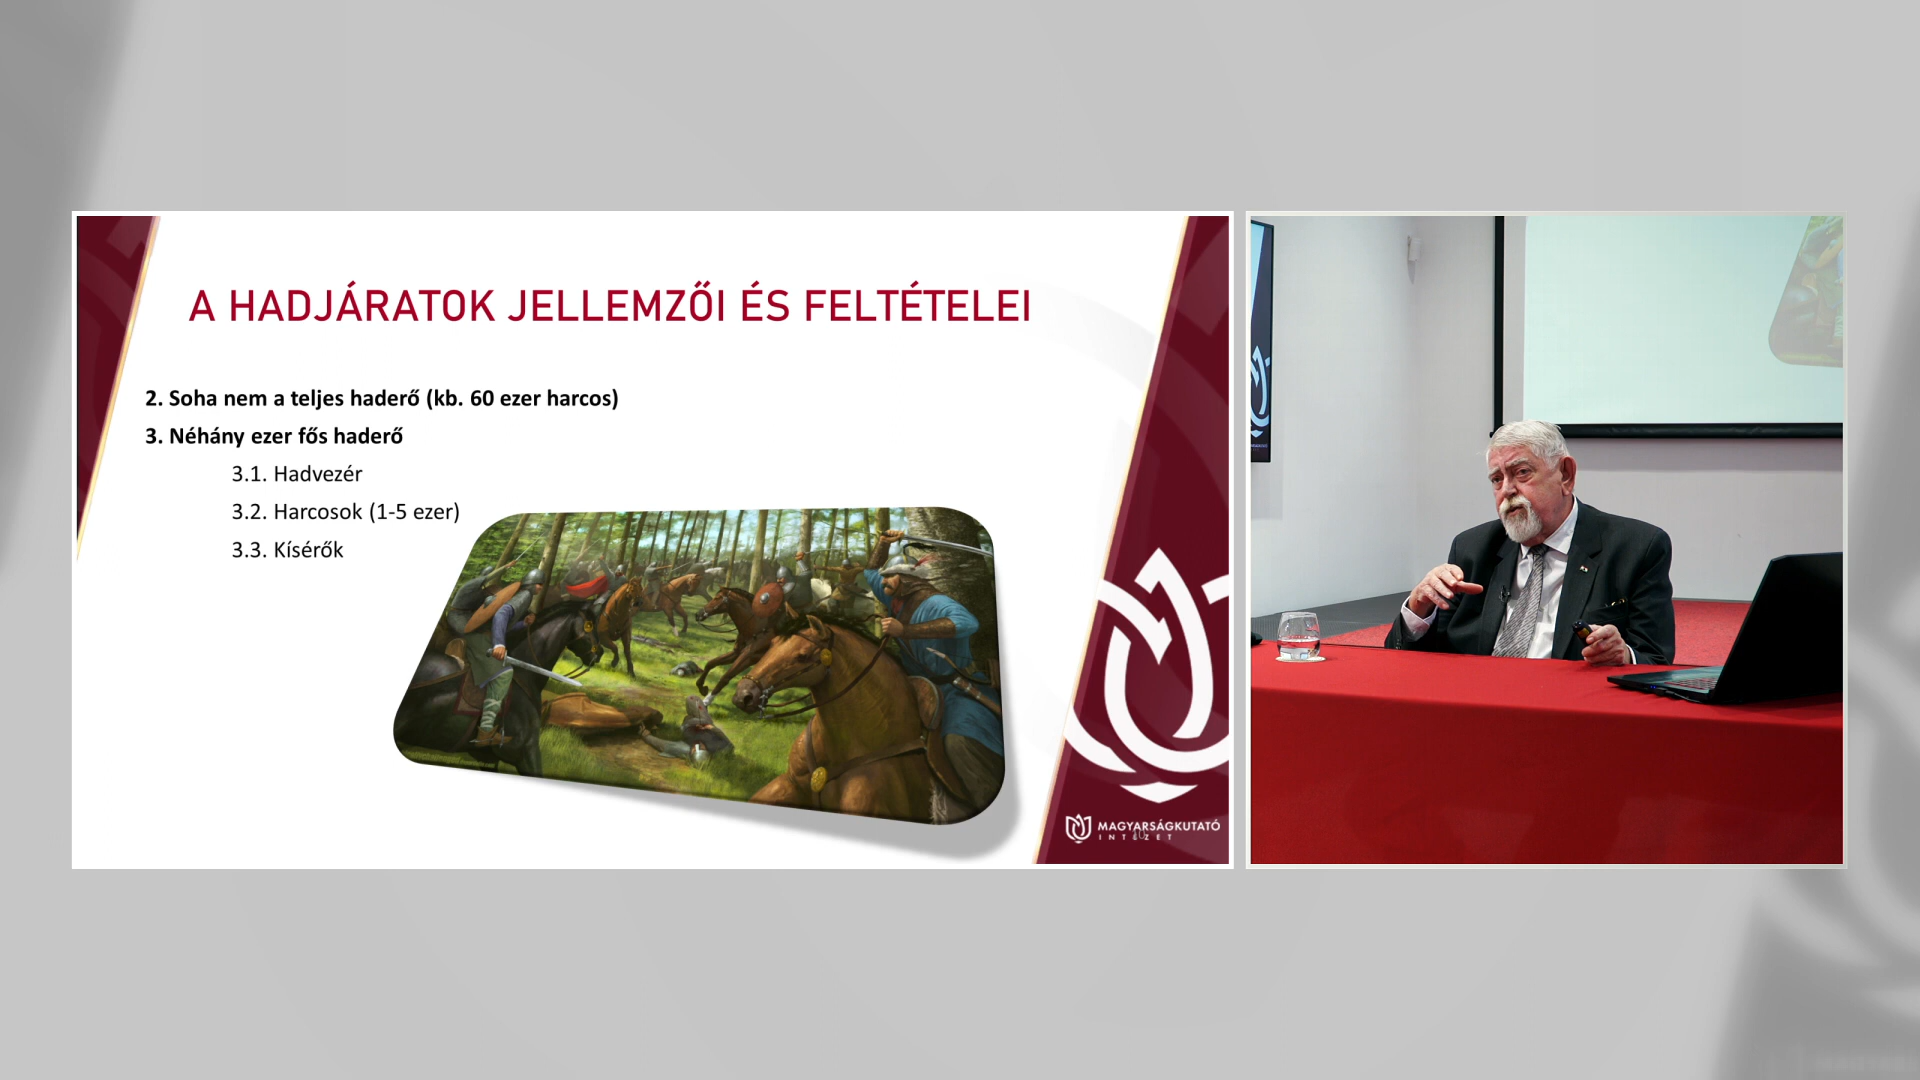 A HADJÁRATOK JELLEMZŐI ÉS FELTÉTELEI
2. Soha nem a teljes haderő (kb. 60 ezer harcos)
3. Néhány ezer fős haderő
3.1. Hadvezér
3.2. Harcosok (1-5 ezer)
3.3. Kísérők
MAGYARSÁGKUTATÓ
INTÉZET